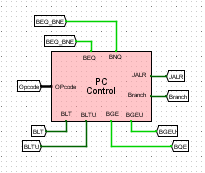 BEQ_BNE
BEQ_BNE
BEQ
BNQ
JALR
JALR
Opcode
OPcode
PC
Control
Branch
Branch
BLT
BLTU
BGE
BGEU
BLT
BGEU
BLTU
BGE